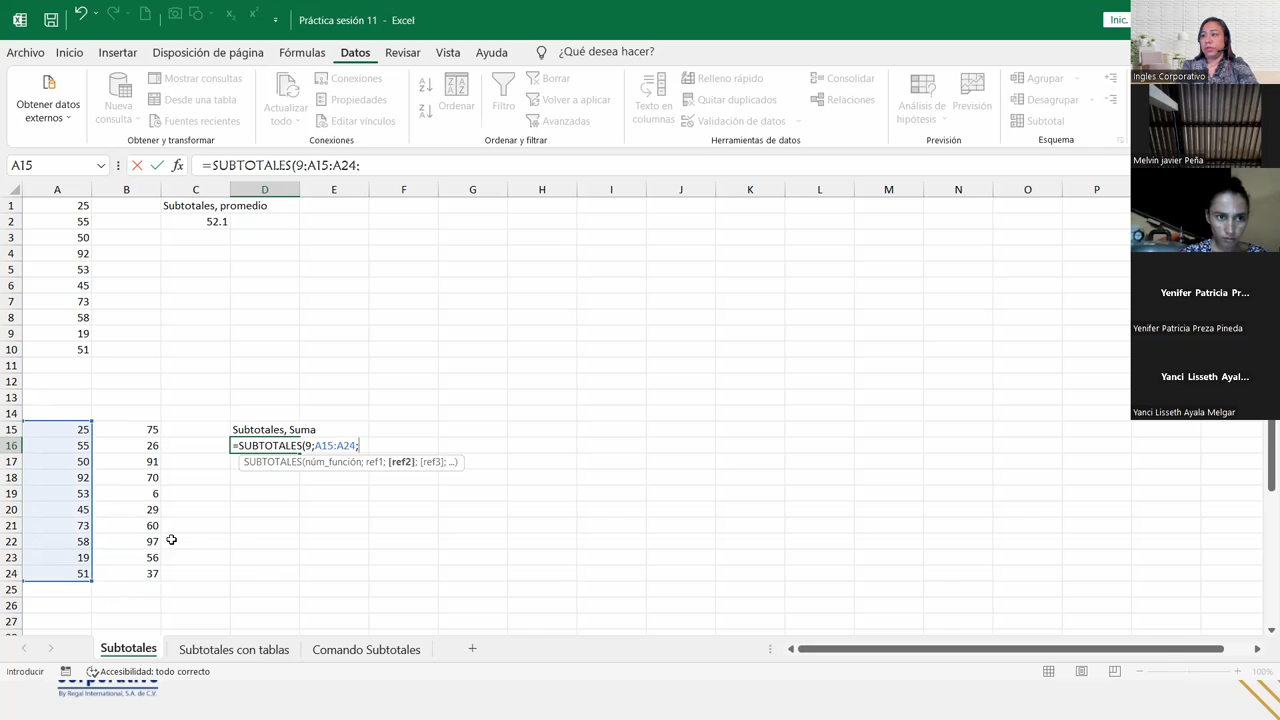 Práctica sesión 11 - Excel
Inic.
Archivo Inicio Insertar Disposición de página Fórmulas Datos Revisar Vista Ayuda ¿Qué desea hacer?
Obtener datos externos
Nueva consulta
Mostrar consultas
Desde una tabla
Fuentes recientes
Obtener y transformar
Actualizar todo
Conexiones
Propiedades
Editar vínculos
Conexiones
Ordenar
Filtro
Borrar
Volver a aplicar
Avanzadas
Ordenar y filtrar
Texto en columnas
Relleno rápido
Quitar duplicados
Validación de datos
Consolidar
Relaciones
Herramientas de datos
Análisis de hipótesis
Previsión
Previsión
Agrupar
Desagrupar
Subtotal
Esquema
A15 fx =SUBTOTALES(9;A15:A24;
A B C D E F G H I J K L M N O P
1 25 Subtotales, promedio
2 55 52.1
3 50
4 92
5 53
6 45
7 73
8 58
9 19
10 51
11
12
13
14
15 25 75 Subtotales, Suma
16 55 26 =SUBTOTALES(9;A15:A24;
17 50 91 SUBTOTALES(núm_función; ref1; [ref2]; [ref3]; ...)
18 92 70
19 53 6
20 45 29
21 73 60
22 58 97
23 19 56
24 51 37
25
26
27
Subtotales Subtotales con tablas Comando Subtotales
Introducir Accesibilidad: todo correcto 100%
By Regal International, S.A. de C.V.
Ingles Corporativo
Melvin javier Peña
Yenifer Patricia Pr...
Yenifer Patricia Preza Pineda
Yanci Lisseth Ayal...
Yanci Lisseth Ayala Melgar